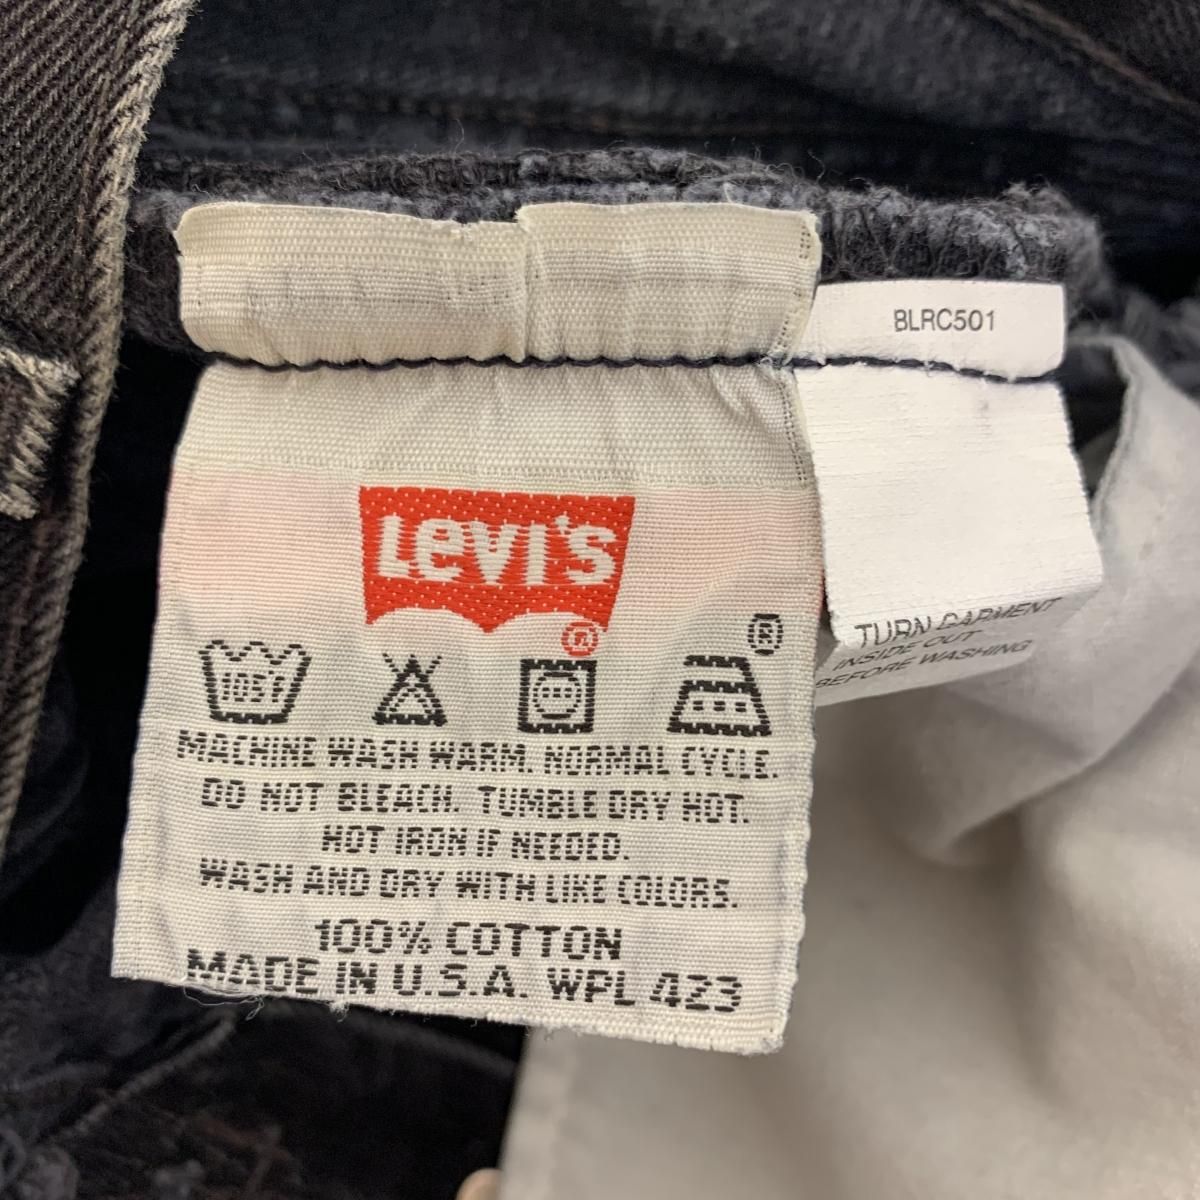 BLRC501
LEVI'S
®
®
105F
MACHINE WASH WARM. NORMAL CYCLE.
DO NOT BLEACH. TUMBLE DRY HOT.
HOT IRON IF NEEDED.
WASH AND DRY WITH LIKE COLORS.
100% COTTON
MADE IN U.S.A. WPL 423
TURN GARMENT
INSIDE OUT
BEFORE WASHING